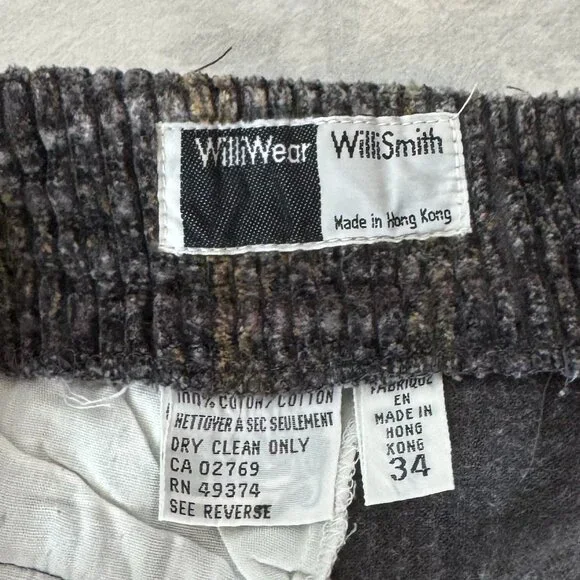 WilliWear
WilliSmith
Made in Hong Kong
100% COTON/COTTON
NETTOYER A SEC SEULEMENT
DRY CLEAN ONLY
CA 02769
RN 49374
SEE REVERSE
FABRIQUE
EN
MADE IN
HONG
KONG
34